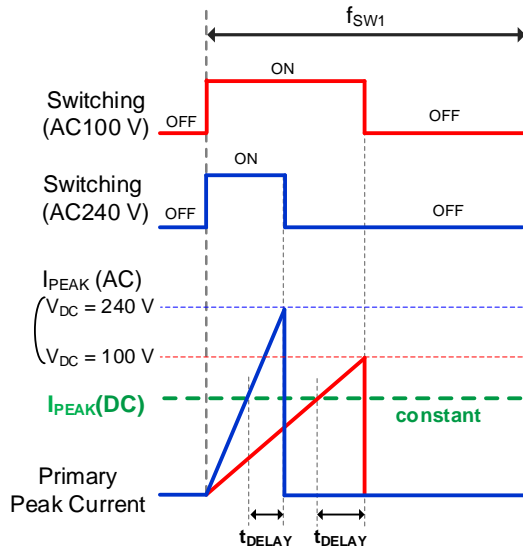 fSW1
ON
Switching
(AC100 V)
OFF
OFF
ON
Switching
(AC240 V)
OFF
OFF
IPEAK (AC)
VDC = 240 V
VDC = 100 V
IPEAK(DC)
constant
Primary
Peak Current
tDELAY
tDELAY